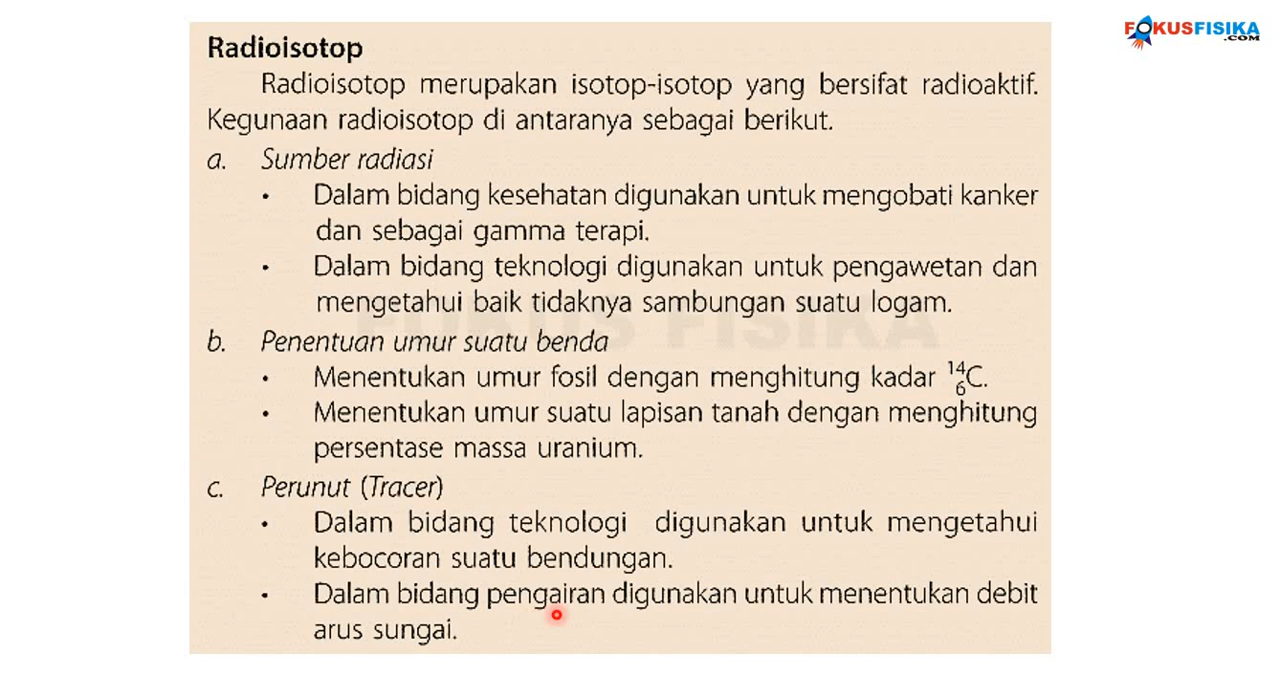 FOKUSFISIKA
.COM
Radioisotop
Radioisotop merupakan isotop-isotop yang bersifat radioaktif.
Kegunaan radioisotop di antaranya sebagai berikut.
a. Sumber radiasi
• Dalam bidang kesehatan digunakan untuk mengobati kanker
dan sebagai gamma terapi.
• Dalam bidang teknologi digunakan untuk pengawetan dan
mengetahui baik tidaknya sambungan suatu logam.
FOKUS FISIKA
b. Penentuan umur suatu benda
• Menentukan umur fosil dengan menghitung kadar ¹⁴₆C.
• Menentukan umur suatu lapisan tanah dengan menghitung
persentase massa uranium.
c. Perunut (Tracer)
• Dalam bidang teknologi digunakan untuk mengetahui
kebocoran suatu bendungan.
• Dalam bidang pengairan digunakan untuk menentukan debit
arus sungai.